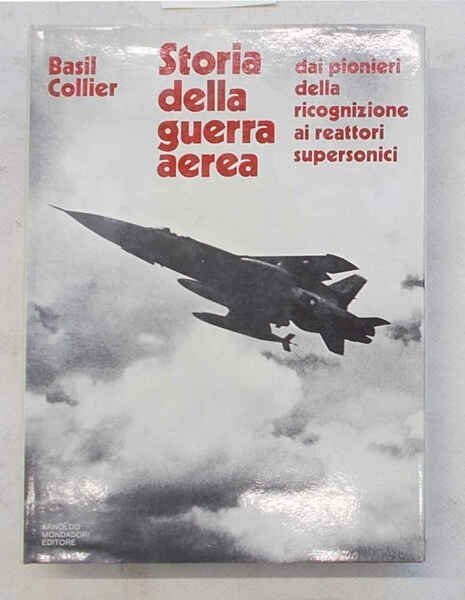 Basil
Collier
Storia
della
guerra
aerea
dai pionieri
della
ricognizione
ai reattori
supersonici
ARNOLDO
MONDADORI
EDITORE